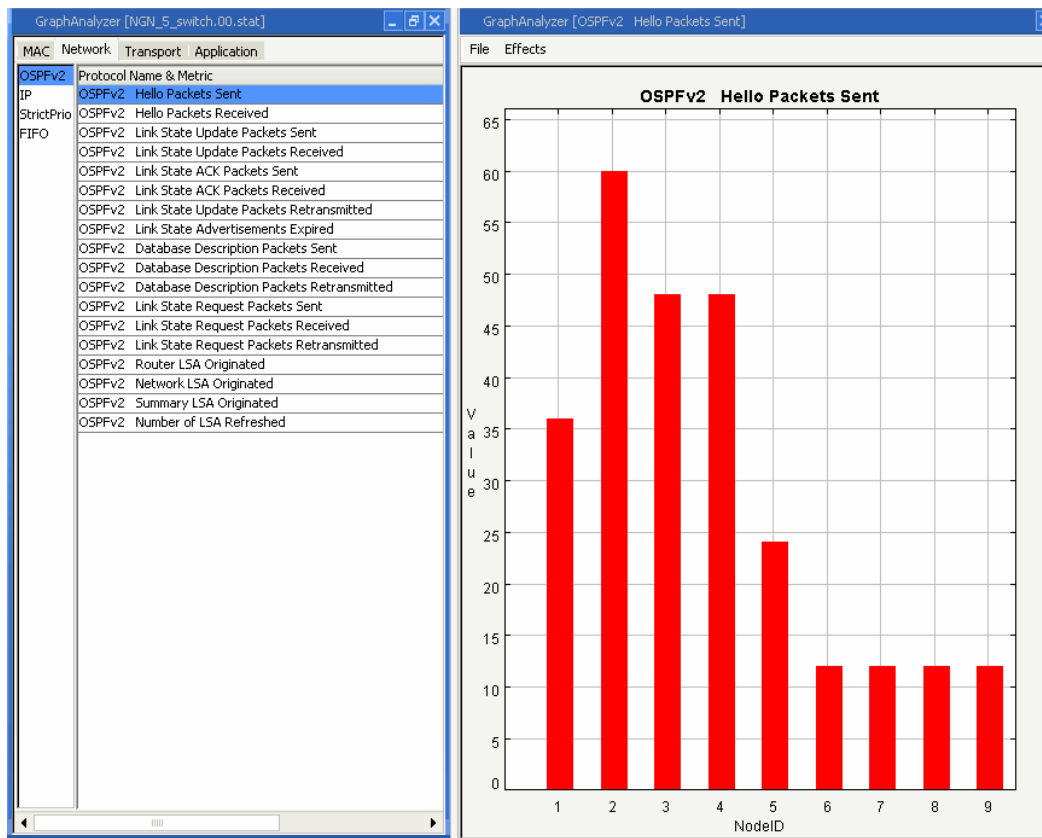 GraphAnalyzer [NGN_5_switch.00.stat]
MAC Network Transport Application
OSPFv2
IP
StrictPrio
FIFO
Protocol Name & Metric
OSPFv2 Hello Packets Sent
OSPFv2 Hello Packets Received
OSPFv2 Link State Update Packets Sent
OSPFv2 Link State Update Packets Received
OSPFv2 Link State ACK Packets Sent
OSPFv2 Link State ACK Packets Received
OSPFv2 Link State Update Packets Retransmitted
OSPFv2 Link State Advertisements Expired
OSPFv2 Database Description Packets Sent
OSPFv2 Database Description Packets Received
OSPFv2 Database Description Packets Retransmitted
OSPFv2 Link State Request Packets Sent
OSPFv2 Link State Request Packets Received
OSPFv2 Link State Request Packets Retransmitted
OSPFv2 Router LSA Originated
OSPFv2 Network LSA Originated
OSPFv2 Summary LSA Originated
OSPFv2 Number of LSA Refreshed
GraphAnalyzer [OSPFv2 Hello Packets Sent]
File Effects
OSPFv2 Hello Packets Sent
65
60
55
50
45
40
35
30
25
20
15
10
5
0
Value
1 2 3 4 5 6 7 8 9
NodeID